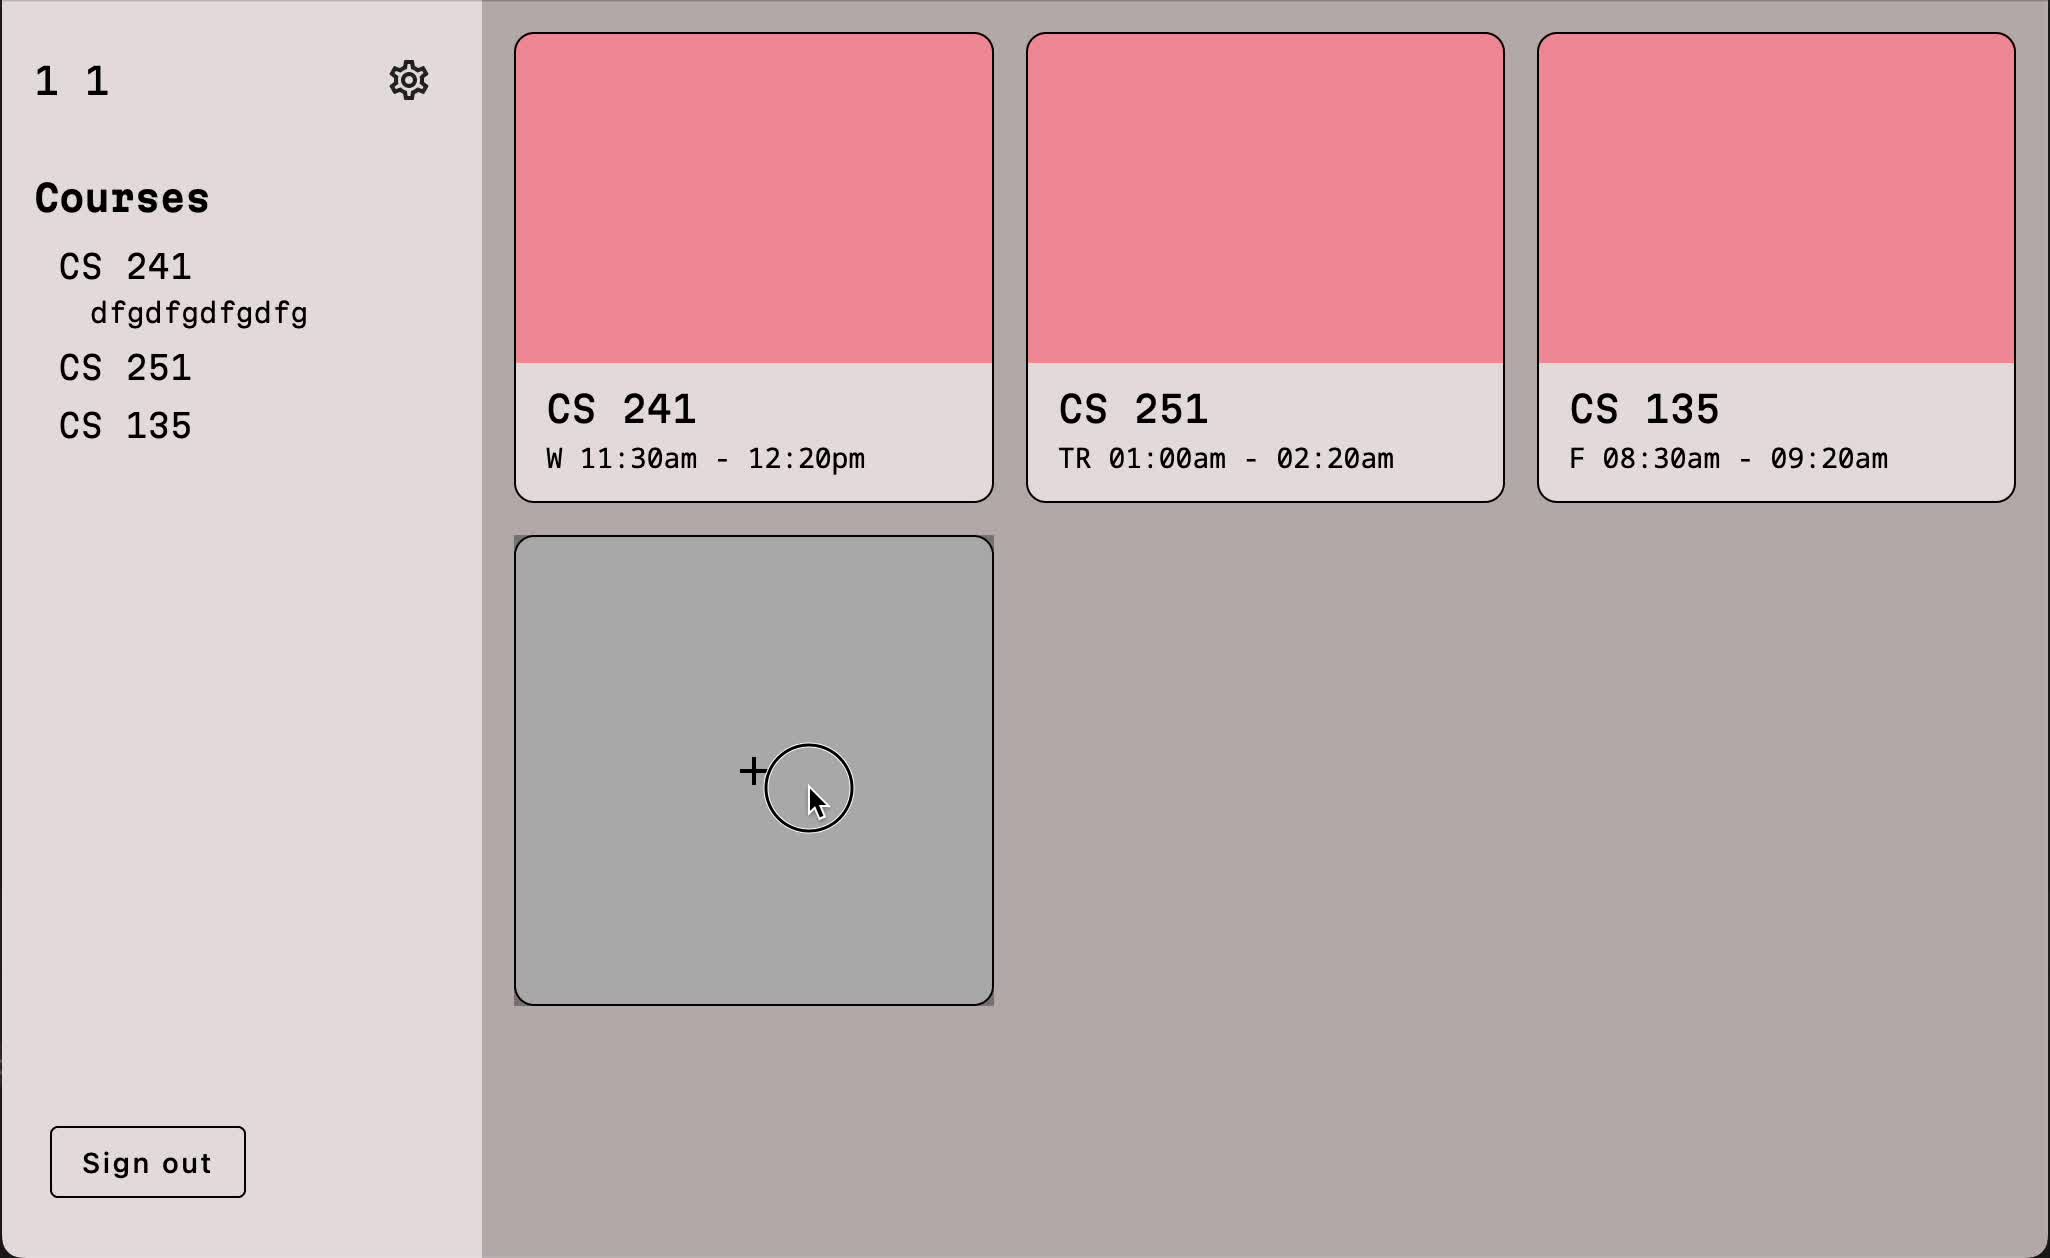 1 1
Courses
CS 241
dfgdfgdfgdfg
CS 251
CS 135
Sign out
CS 241
W 11:30am - 12:20pm
CS 251
TR 01:00am - 02:20am
CS 135
F 08:30am - 09:20am
+